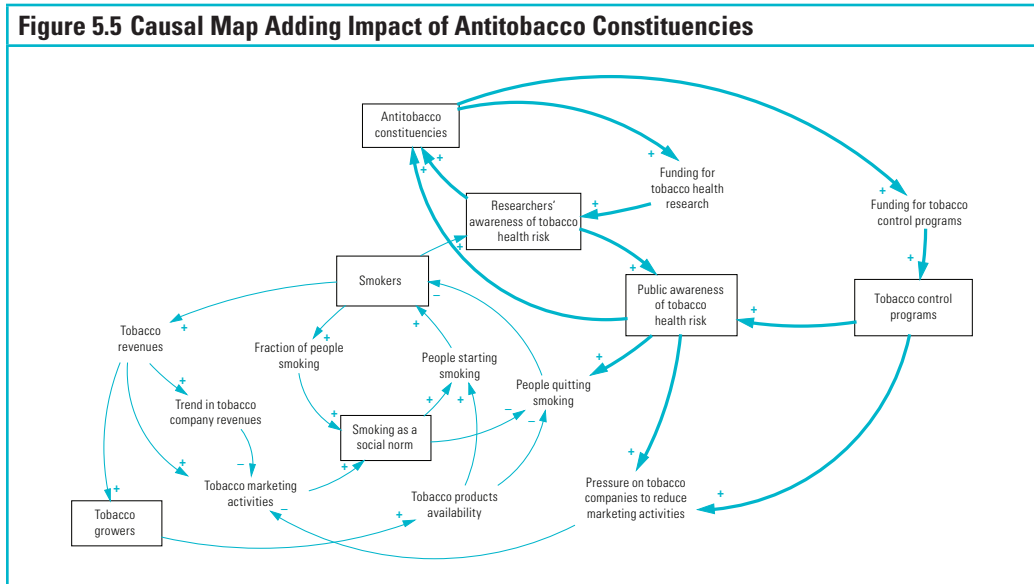 Figure 5.5 Causal Map Adding Impact of Antitobacco Constituencies
Antitobacco
constituencies
+
+
+
Funding for
tobacco health
research
+
Funding for tobacco
control programs
+
Researchers'
awareness of tobacco
health risk
+
+
+
Smokers
–
Public awareness
of tobacco
health risk
+
Tobacco control
programs
+
Tobacco
revenues
+
Fraction of people
smoking
+
People starting
smoking
+
People quitting
smoking
+
Trend in tobacco
company revenues
+
+
+
–
–
Smoking as a
social norm
+
–
+
Tobacco marketing
activities
–
+
Tobacco products
availability
+
Pressure on tobacco
companies to reduce
marketing activities
+
+
Tobacco
growers
+